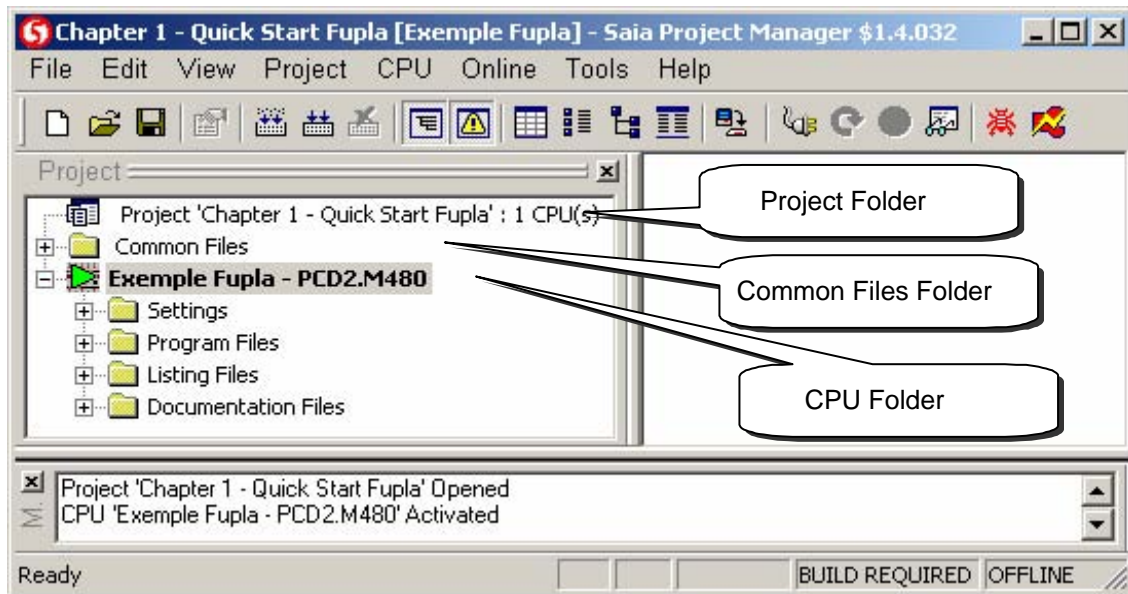 Chapter 1 - Quick Start Fupla [Exemple Fupla] - Saia Project Manager $1.4.032
File Edit View Project CPU Online Tools Help
Project
Project 'Chapter 1 - Quick Start Fupla' : 1 CPU(s)
Project Folder
Common Files
Exemple Fupla - PCD2.M480
Common Files Folder
Settings
Program Files
Listing Files
CPU Folder
Documentation Files
Project 'Chapter 1 - Quick Start Fupla' Opened
CPU 'Exemple Fupla - PCD2.M480' Activated
M.
Ready BUILD REQUIRED OFFLINE